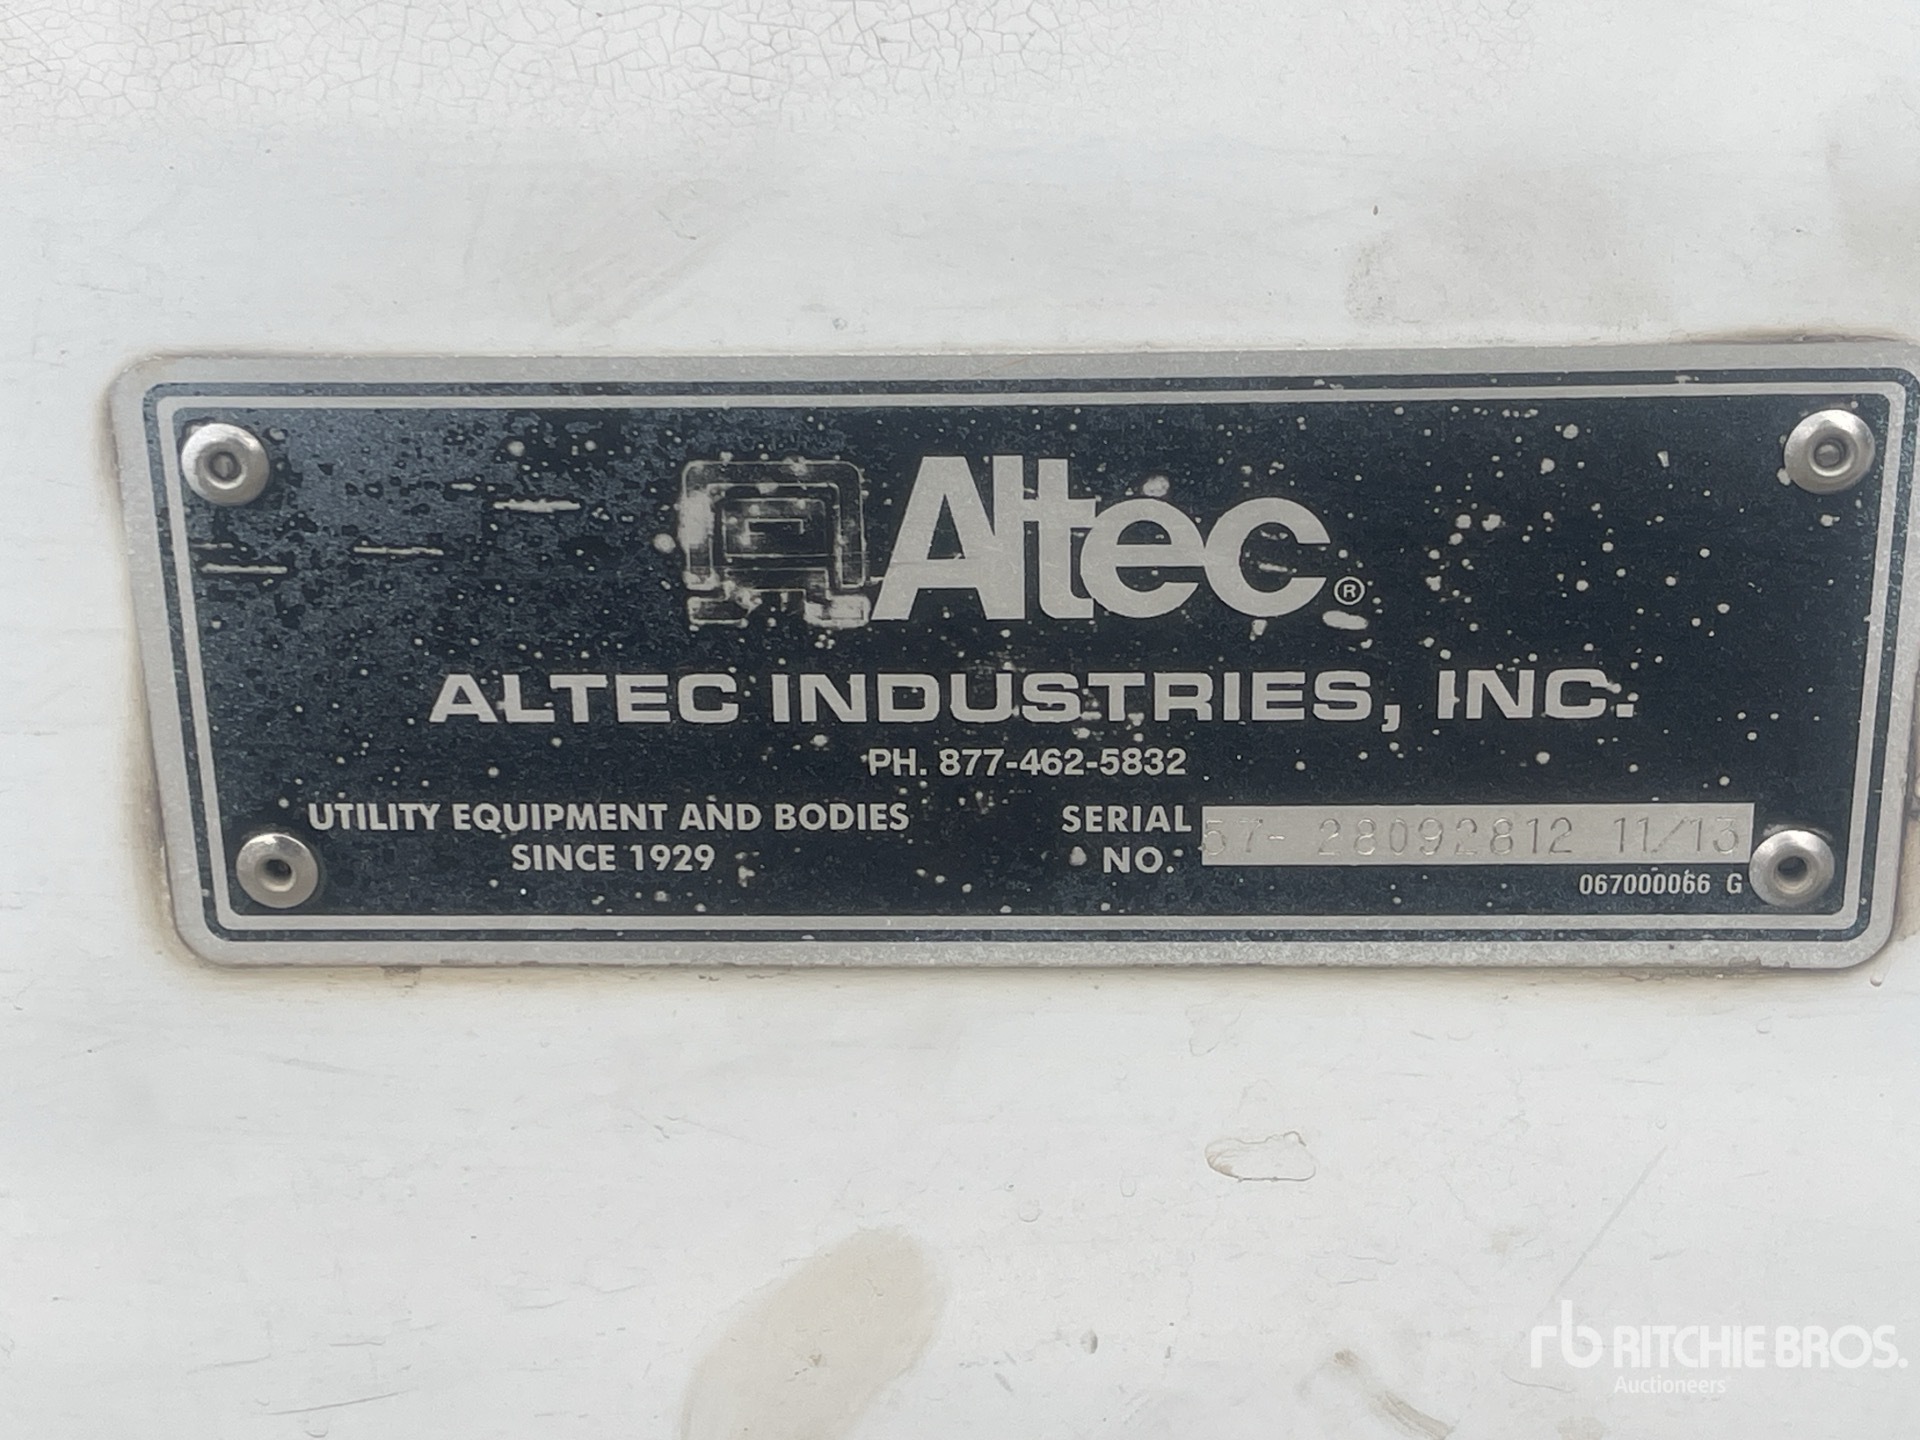 Altec®
ALTEC INDUSTRIES, INC.
PH. 877-462-5832
UTILITY EQUIPMENT AND BODIES
SINCE 1929
SERIAL
NO.
57- 28092812 11/13
067000066 G
rb RITCHIE BROS.
Auctioneers